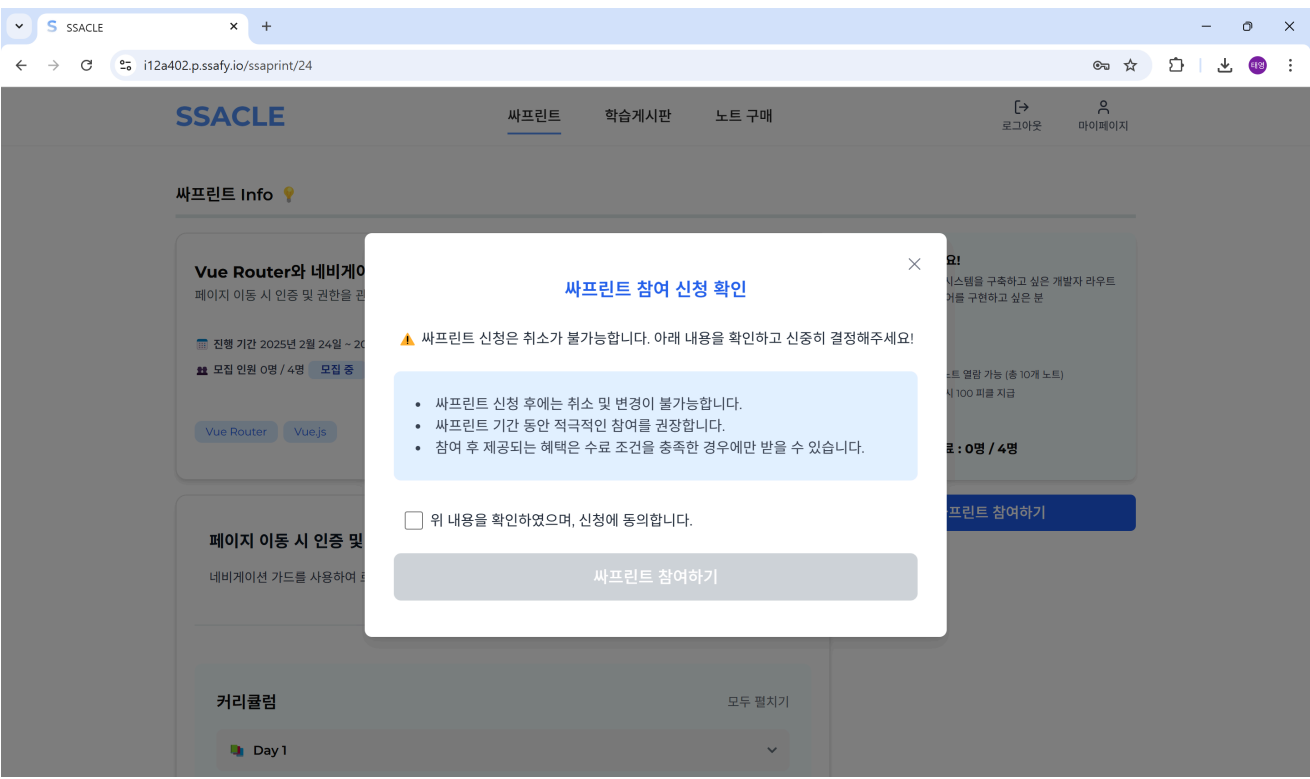 SSACLE
i12a402.p.ssafy.io/ssaprint/24
태영
SSACLE
싸프린트
학습게시판
노트 구매
로그아웃
마이페이지
싸프린트 Info
Vue Router와 네비게이
페이지 이동 시 인증 및 권한을 관
진행 기간 2025년 2월 24일 ~ 20
모집 인원 0명 / 4명 모집 중
Vue Router Vue.js
요!
시스템을 구축하고 싶은 개발자 라우트
어를 구현하고 싶은 분
노트 열람 가능 (총 10개 노트)
시 100 피클 지급
: 0명 / 4명
프린트 참여하기
싸프린트 참여 신청 확인
싸프린트 신청은 취소가 불가능합니다. 아래 내용을 확인하고 신중히 결정해주세요!
• 싸프린트 신청 후에는 취소 및 변경이 불가능합니다.
• 싸프린트 기간 동안 적극적인 참여를 권장합니다.
• 참여 후 제공되는 혜택은 수료 조건을 충족한 경우에만 받을 수 있습니다.
위 내용을 확인하였으며, 신청에 동의합니다.
싸프린트 참여하기
페이지 이동 시 인증 및
네비게이션 가드를 사용하여
커리큘럼
모두 펼치기
Day 1